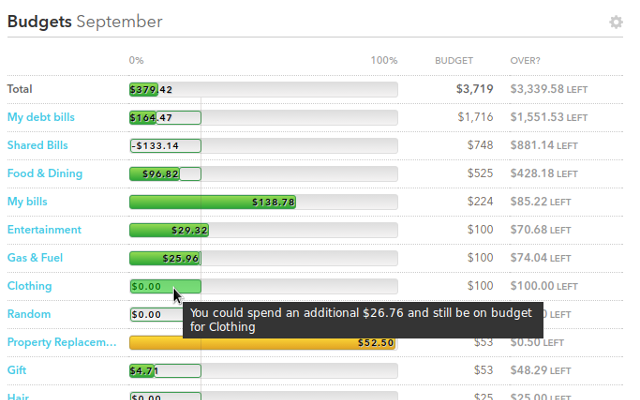 Budgets September
0% 100% BUDGET OVER?
Total $379.42 $3,719 $3,339.58 LEFT
My debt bills $164.47 $1,716 $1,551.53 LEFT
Shared Bills -$133.14 $748 $881.14 LEFT
Food & Dining $96.82 $525 $428.18 LEFT
My bills $138.78 $224 $85.22 LEFT
Entertainment $29.32 $100 $70.68 LEFT
Gas & Fuel $25.96 $100 $74.04 LEFT
Clothing $0.00 $100 $100.00 LEFT
Random $0.00 LEFT
You could spend an additional $26.76 and still be on budget
for Clothing
Property Replacem... $52.50 $53 $0.50 LEFT
Gift $4.71 $53 $48.29 LEFT
Hair $0.00 $25 $25.00 LEFT